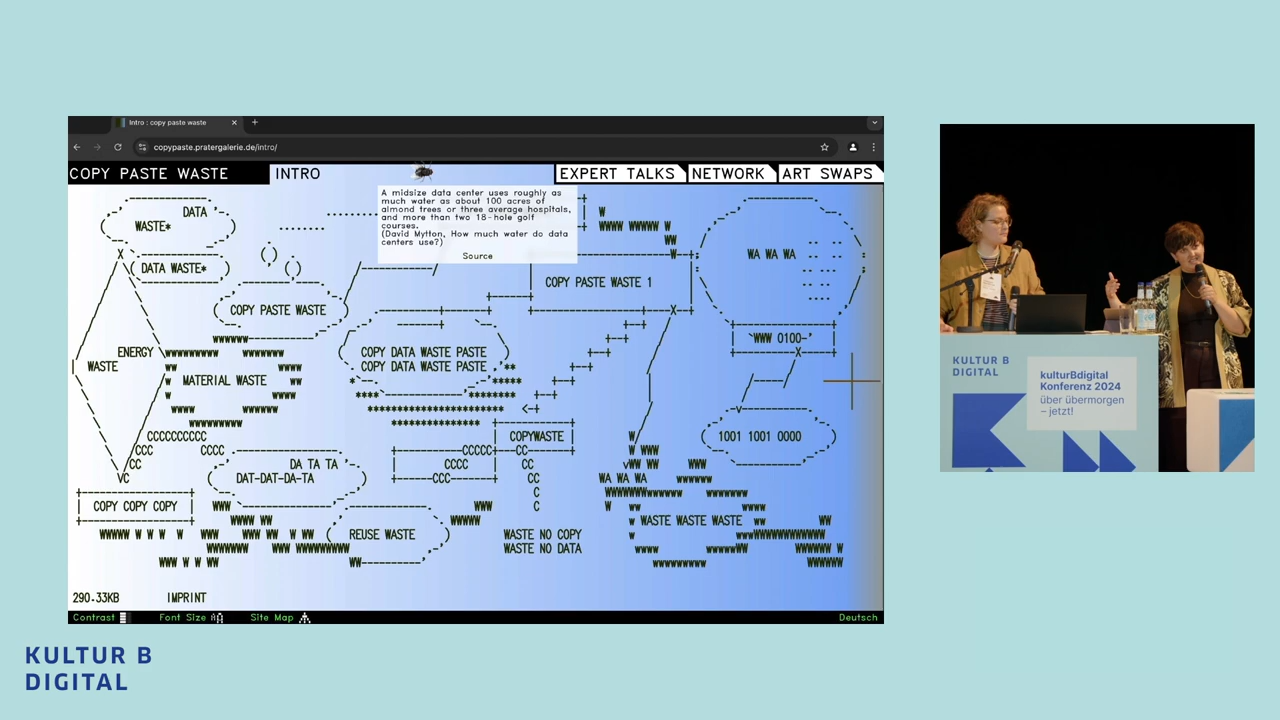 Intro : copy paste waste
copypaste.pratergalerie.de/intro/
COPY PASTE WASTE
INTRO
EXPERT TALKS
NETWORK
ART SWAPS
A midsize data center uses roughly as
much water as about 100 acres of
almond trees or three average hospitals,
and more than two 18-hole golf
courses.
(David Mytton, How much water do data
centers use?)
Source
DATA
WASTE*
DATA WASTE*
COPY PASTE WASTE
ENERGY
WASTE
MATERIAL WASTE
COPY DATA WASTE PASTE
COPY DATA WASTE PASTE
COPY PASTE WASTE 1
WA WA WA
WWW 0100-
1001 1001 0000
COPYWASTE
DA TA TA
DAT-DAT-DA-TA
COPY COPY COPY
REUSE WASTE
WASTE NO COPY
WASTE NO DATA
WA WA WA
WASTE WASTE WASTE
290.33KB
IMPRINT
Contrast
Font Size
Site Map
Deutsch
KULTUR B
DIGITAL
kulturBdigital
Konferenz 2024
über übermorgen
– jetzt!
KULTUR B
DIGITAL